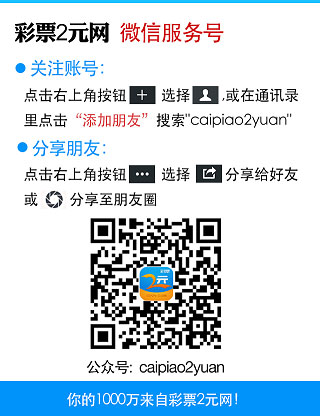 彩票2元网 微信服务号
关注账号:
点击右上角按钮 + 选择 ,或在通讯录
里点击“添加朋友”搜索"caipiao2yuan"
分享朋友:
点击右上角按钮 ••• 选择 分享给好友
或 分享至朋友圈
彩票
2元
公众号: caipiao2yuan
你的1000万来自彩票2元网!